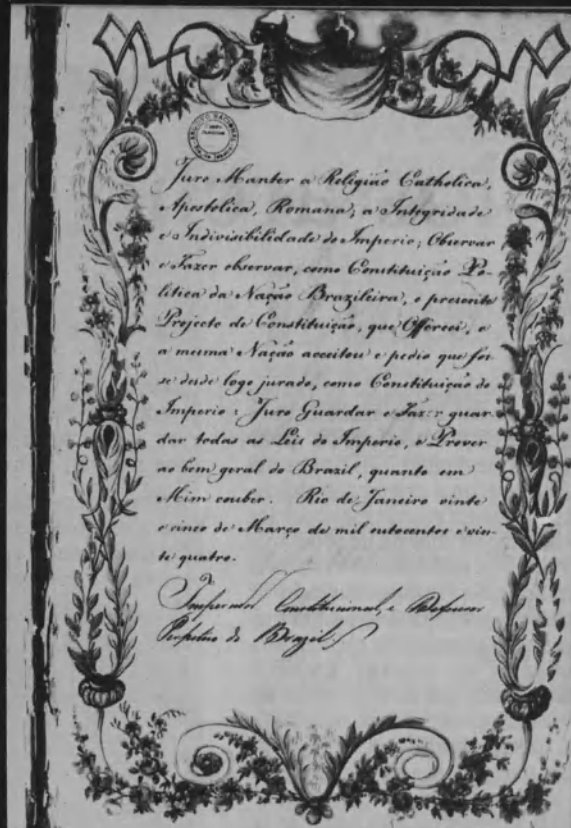 ARQUIVO NACIONAL
Juro Manter a Religião Catholica,
Apostolica, Romana; a Integridade
e Indivisibilidade do Imperio; Observar
e Fazer observar, como Constituição Po-
litica da Nação Brazileira, o presente
Projecto de Constituição, que Offereci, e
a mesma Nação acceitou e pedio que fos-
se desde logo jurado, como Constituição do
Imperio: Juro Guardar e Fazer guar-
dar todas as Leis do Imperio, e Prover
ao bem geral do Brazil, quanto em
Mim couber. Rio de Janeiro vinte
e cinco de Março de mil outocentos e vin-
te quatro.
Imperador Constitucional, e Defensor
Perpetuo do Brazil